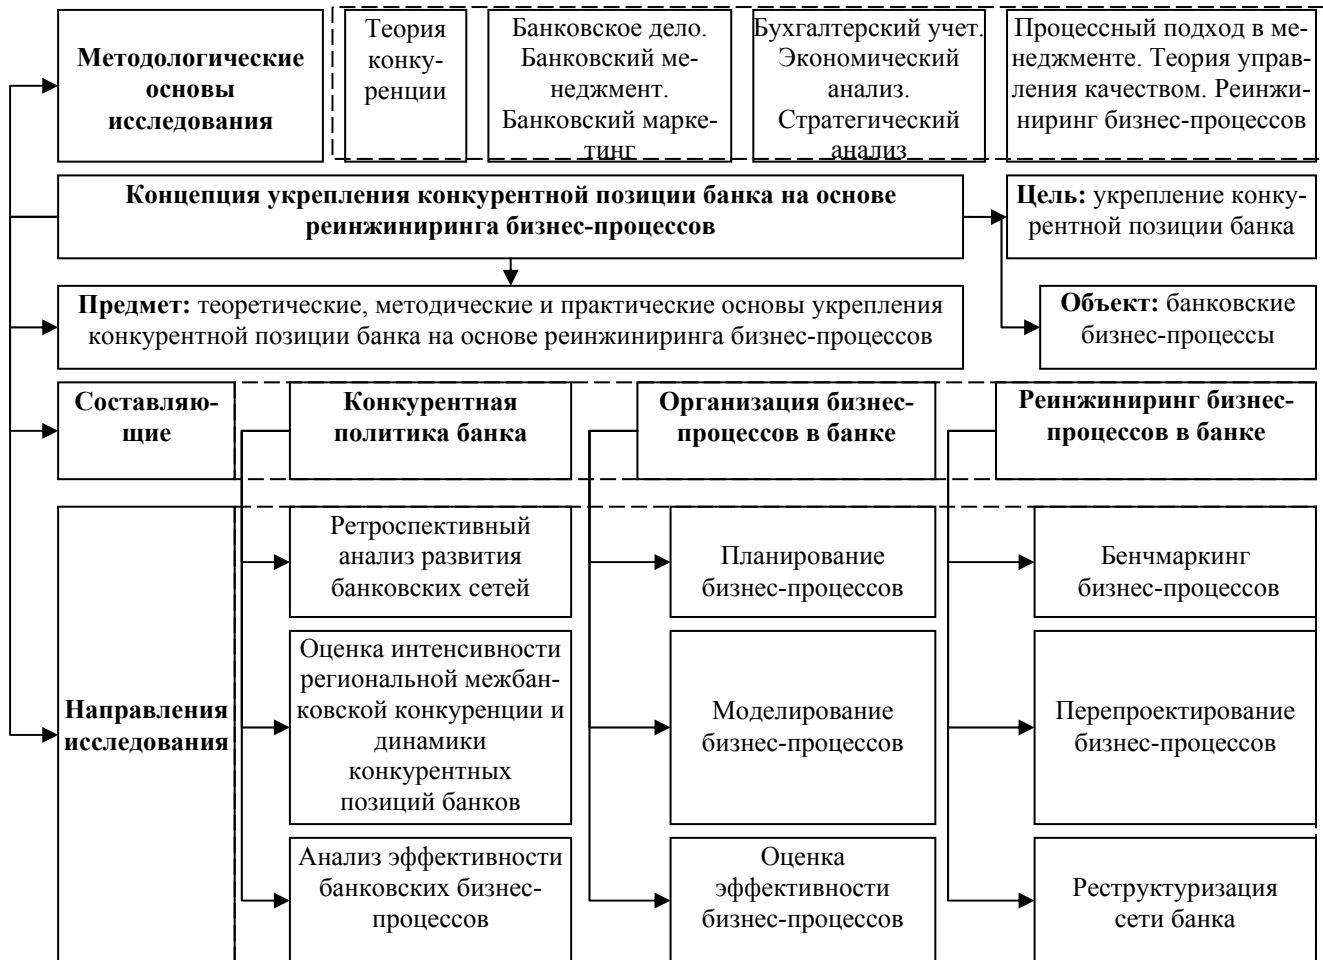 Методологические
основы
исследования
Теория
конку-
ренции
Банковское дело.
Банковский ме-
неджмент.
Банковский марке-
тинг
Бухгалтерский учет.
Экономический
анализ.
Стратегический
анализ
Процессный подход в ме-
неджменте. Теория управ-
ления качеством. Реинжи-
ниринг бизнес-процессов
Концепция укрепления конкурентной позиции банка на основе
реинжиниринга бизнес-процессов
Цель: укрепление конку-
рентной позиции банка
Предмет: теоретические, методические и практические основы укрепления
конкурентной позиции банка на основе реинжиниринга бизнес-процессов
Объект: банковские
бизнес-процессы
Составляю-
щие
Конкурентная
политика банка
Организация бизнес-
процессов в банке
Реинжиниринг бизнес-
процессов в банке
Направления
исследования
Ретроспективный
анализ развития
банковских сетей
Планирование
бизнес-процессов
Бенчмаркинг
бизнес-процессов
Оценка интенсивности
региональной межбан-
ковской конкуренции и
динамики
конкурентных
позиций банков
Моделирование
бизнес-процессов
Перепроектирование
бизнес-процессов
Анализ эффективности
банковских бизнес-
процессов
Оценка
эффективности
бизнес-процессов
Реструктуризация
сети банка